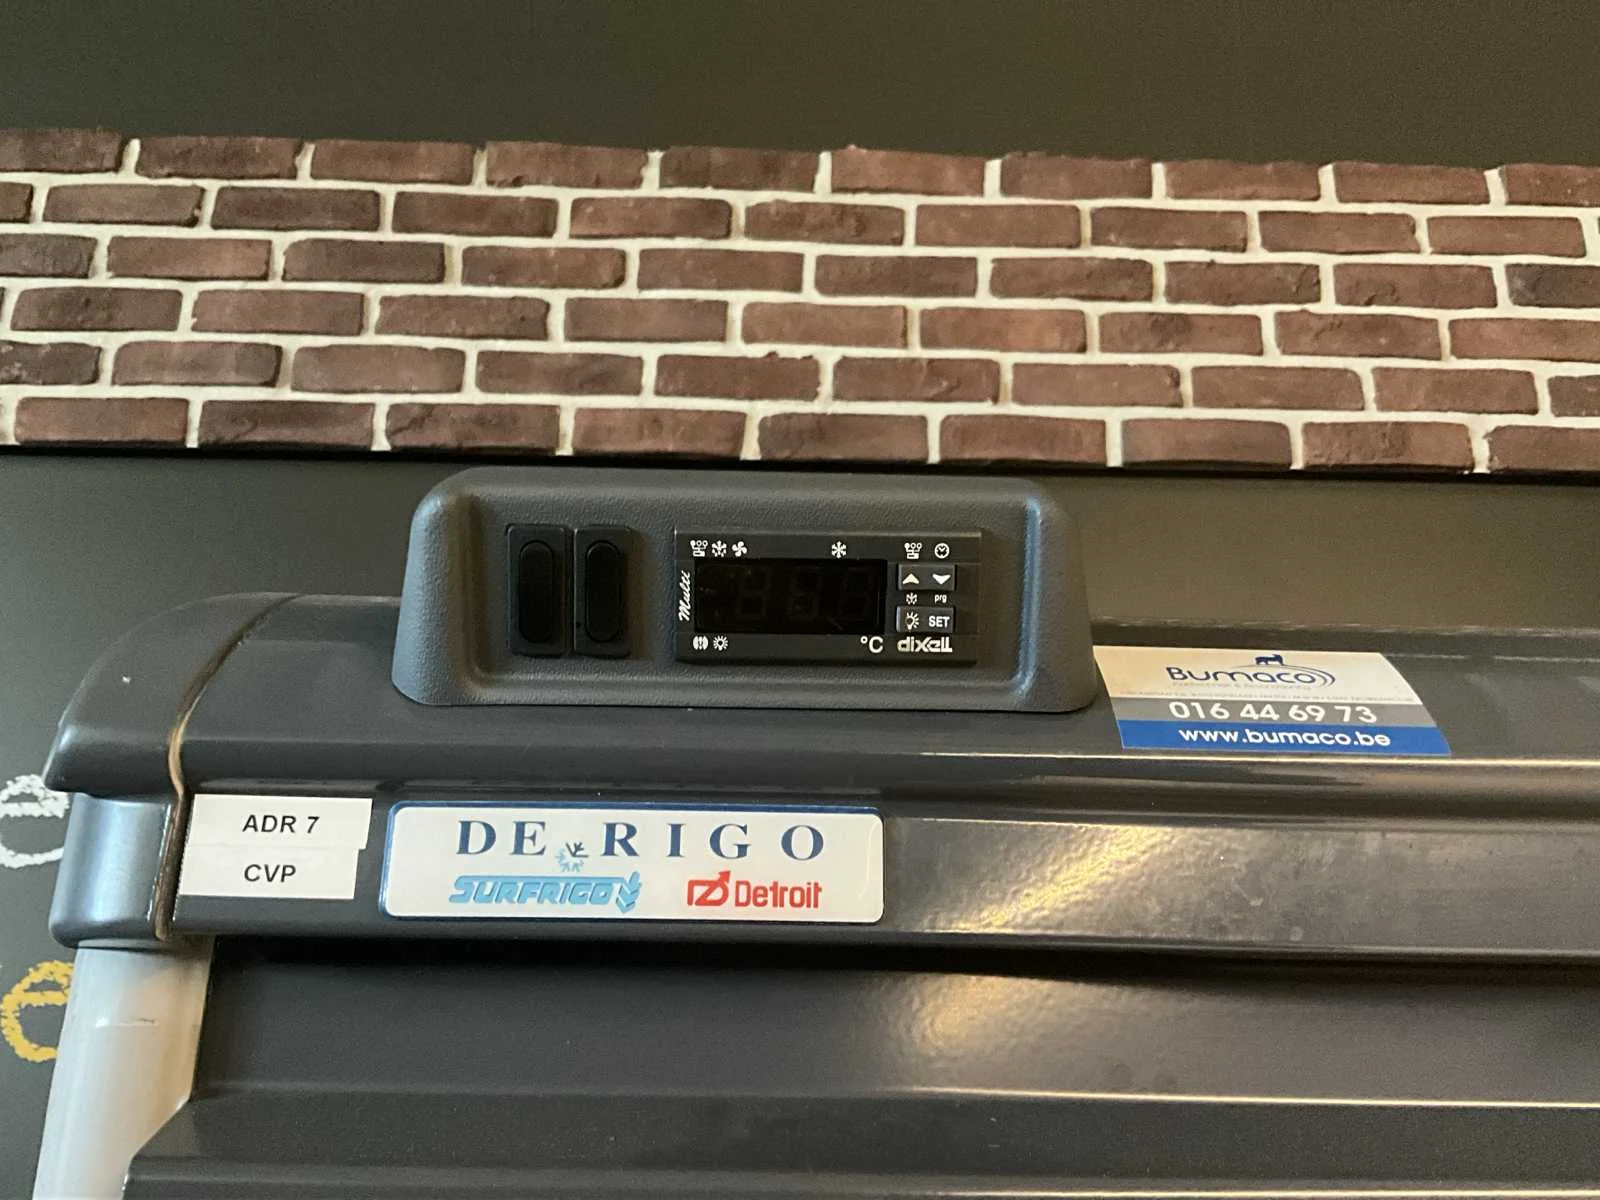 Multi
prg
SET
°C
dixell
Bumaco
016 44 69 73
www.bumaco.be
ADR 7
CVP
DE RIGO
SURFRIGO
Detroit
e
e